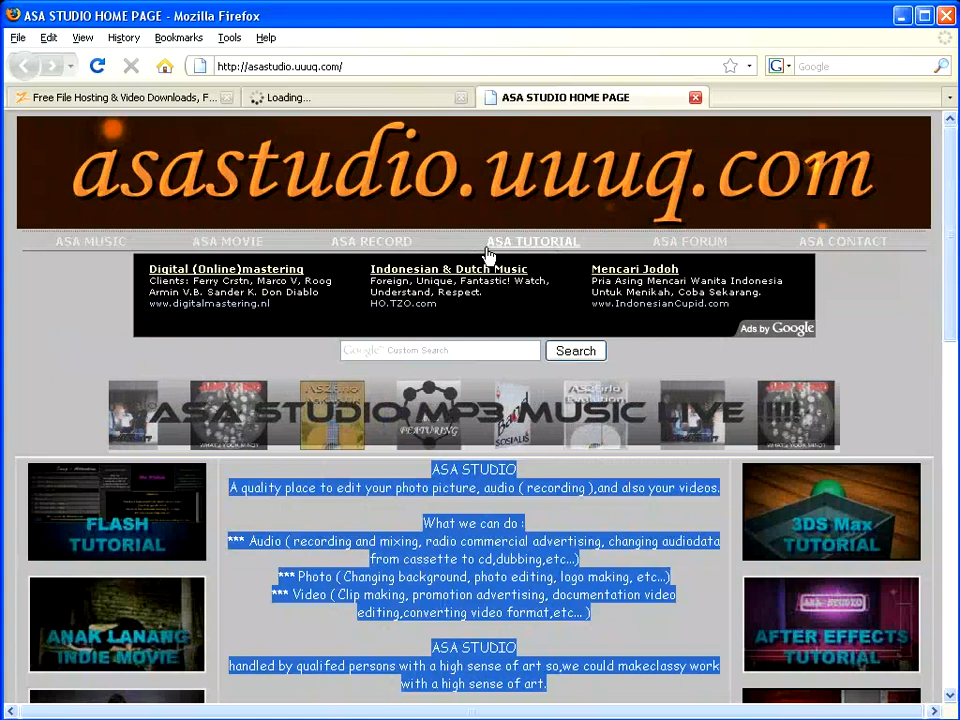 ASA STUDIO HOME PAGE - Mozilla Firefox
File Edit View History Bookmarks Tools Help
http://asastudio.uuuq.com/
G Google
Free File Hosting & Video Downloads, F...
Loading...
ASA STUDIO HOME PAGE
asastudio.uuuq.com
ASA MUSIC ASA MOVIE ASA RECORD ASA TUTORIAL ASA FORUM ASA CONTACT
Digital (Online)mastering
Clients: Ferry Crstn, Marco V, Roog
Armin V.B. Sander K. Don Diablo
www.digitalmastering.nl
Indonesian & Dutch Music
Foreign, Unique, Fantastic! Watch,
Understand, Respect.
HO.TZO.com
Mencari Jodoh
Pria Asing Mencari Wanita Indonesia
Untuk Menikah, Coba Sekarang.
www.IndonesianCupid.com
Ads by Google
Google™ Custom Search
Search
ASA STUDIO MP3 MUSIC LIVE !!!!
FEATURING
SOSIALIS
FLASH
TUTORIAL
ANAK LANANG
INDIE MOVIE
ASA STUDIO
A quality place to edit your photo picture, audio ( recording ),and also your videos.
What we can do :
*** Audio ( recording and mixing, radio commercial advertising, changing audiodata
from cassette to cd,dubbing,etc...)
*** Photo ( Changing background, photo editing, logo making, etc...)
*** Video ( Clip making, promotion advertising, documentation video
editing,converting video format,etc... )
ASA STUDIO
handled by qualifed persons with a high sense of art so,we could makeclassy work
with a high sense of art.
3DS Max
TUTORIAL
ASA STUDIO
AFTER EFFECTS
TUTORIAL